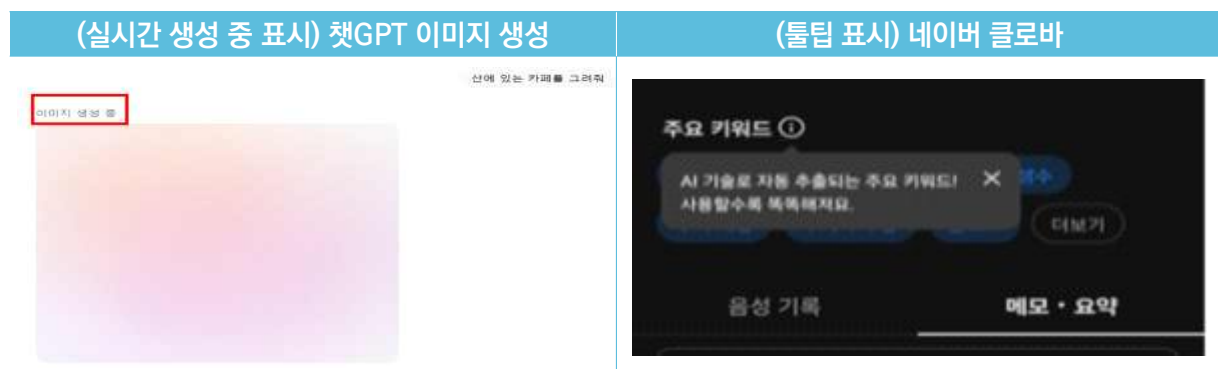 (실시간 생성 중 표시) 챗GPT 이미지 생성
산에 있는 카페를 그려줘
이미지 생성 중
(툴팁 표시) 네이버 클로바
주요 키워드
AI 기술로 자동 추출되는 주요 키워드!
사용할수록 똑똑해져요.
더보기
음성 기록
메모・요약